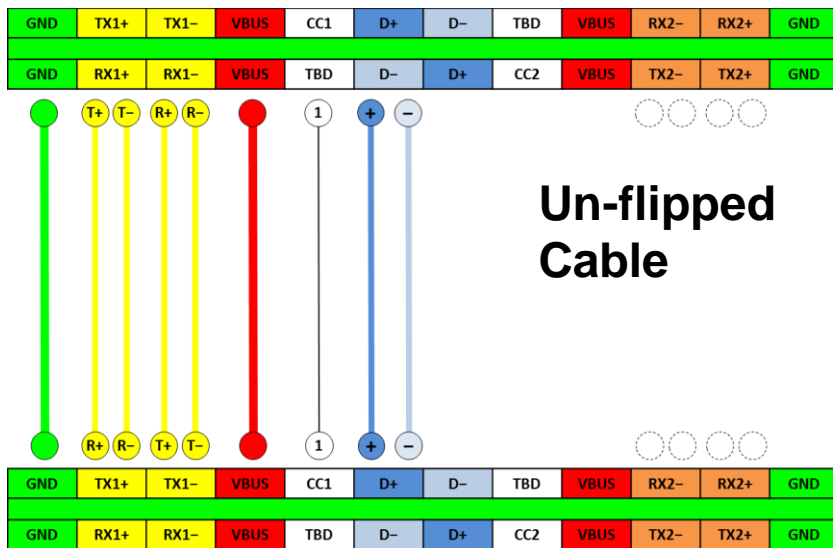 GND TX1+ TX1− VBUS CC1 D+ D− TBD VBUS RX2− RX2+ GND
GND RX1+ RX1− VBUS TBD D− D+ CC2 VBUS TX2− TX2+ GND
T+ T− R+ R− 1 + −
Un-flipped
Cable
R+ R− T+ T− 1 + −
GND TX1+ TX1− VBUS CC1 D+ D− TBD VBUS RX2− RX2+ GND
GND RX1+ RX1− VBUS TBD D− D+ CC2 VBUS TX2− TX2+ GND